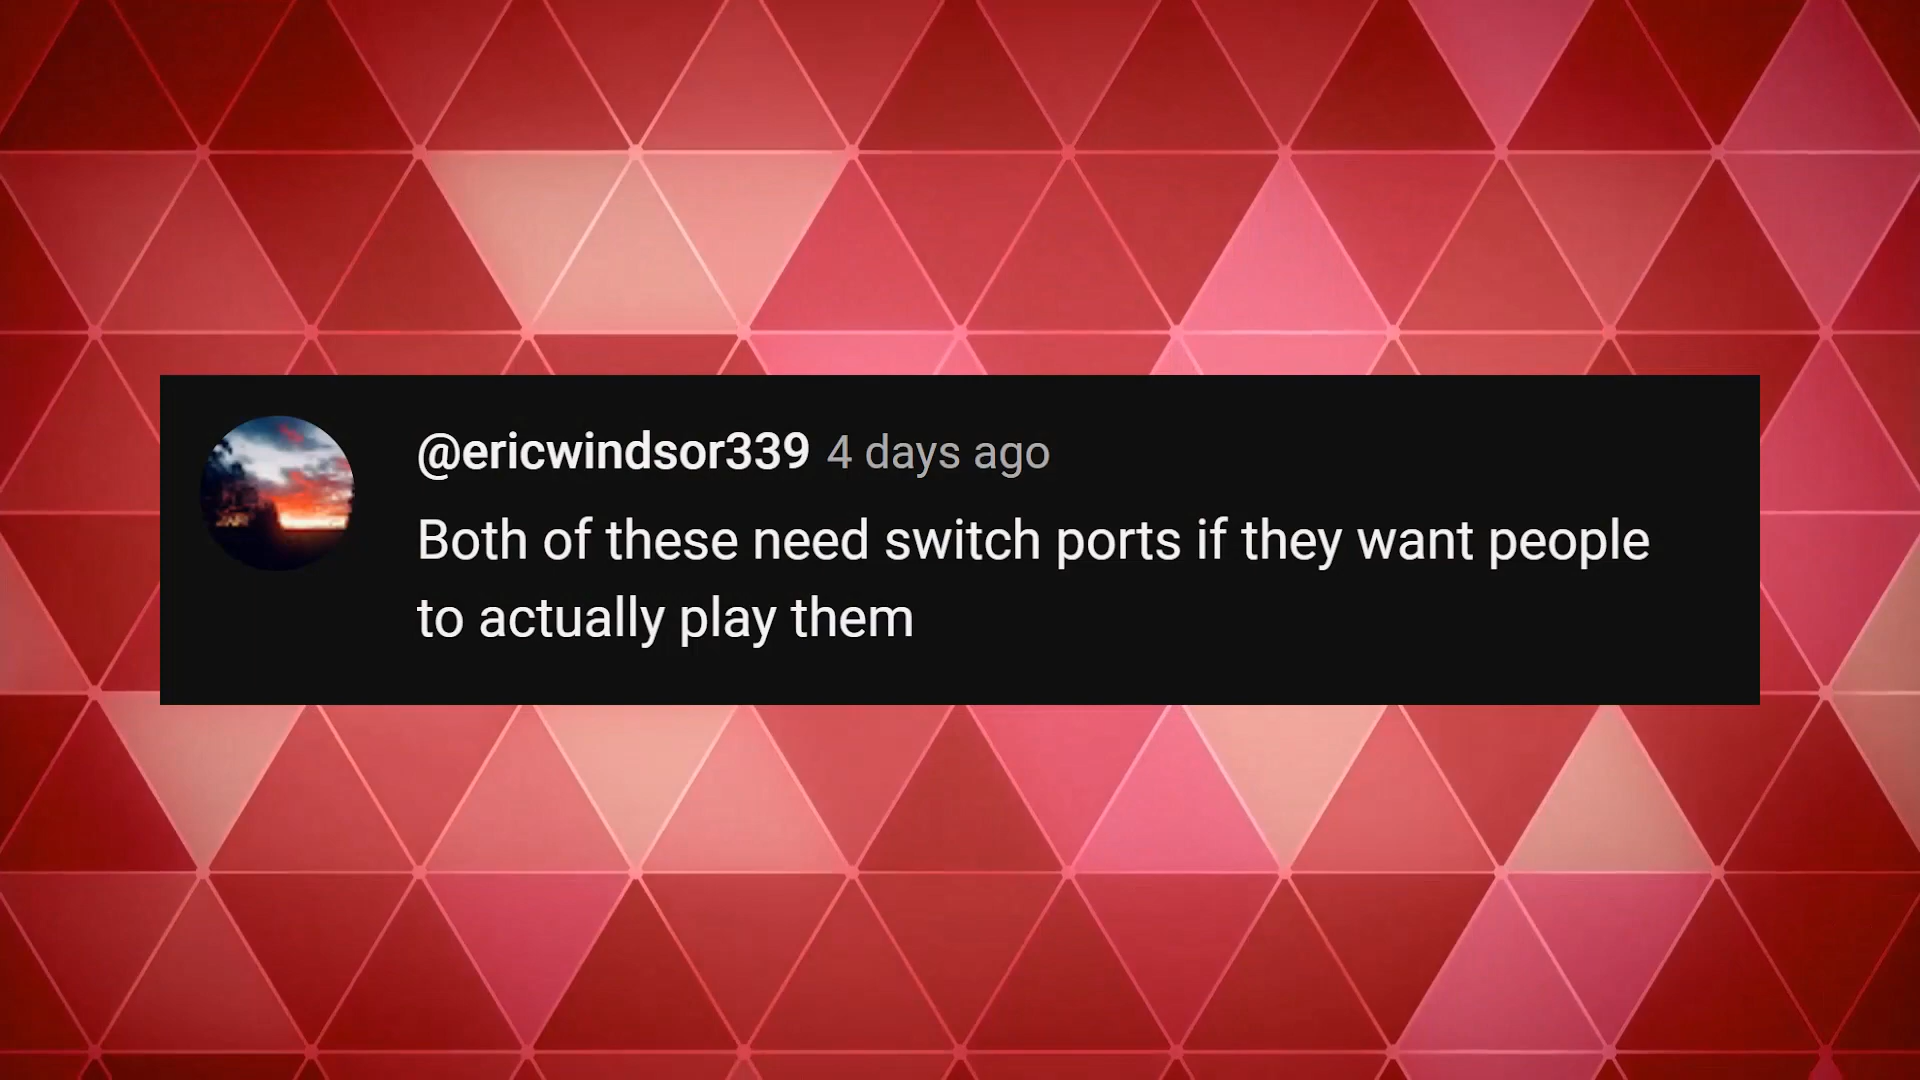 @ericwindsor339 4 days ago
Both of these need switch ports if they want people
to actually play them